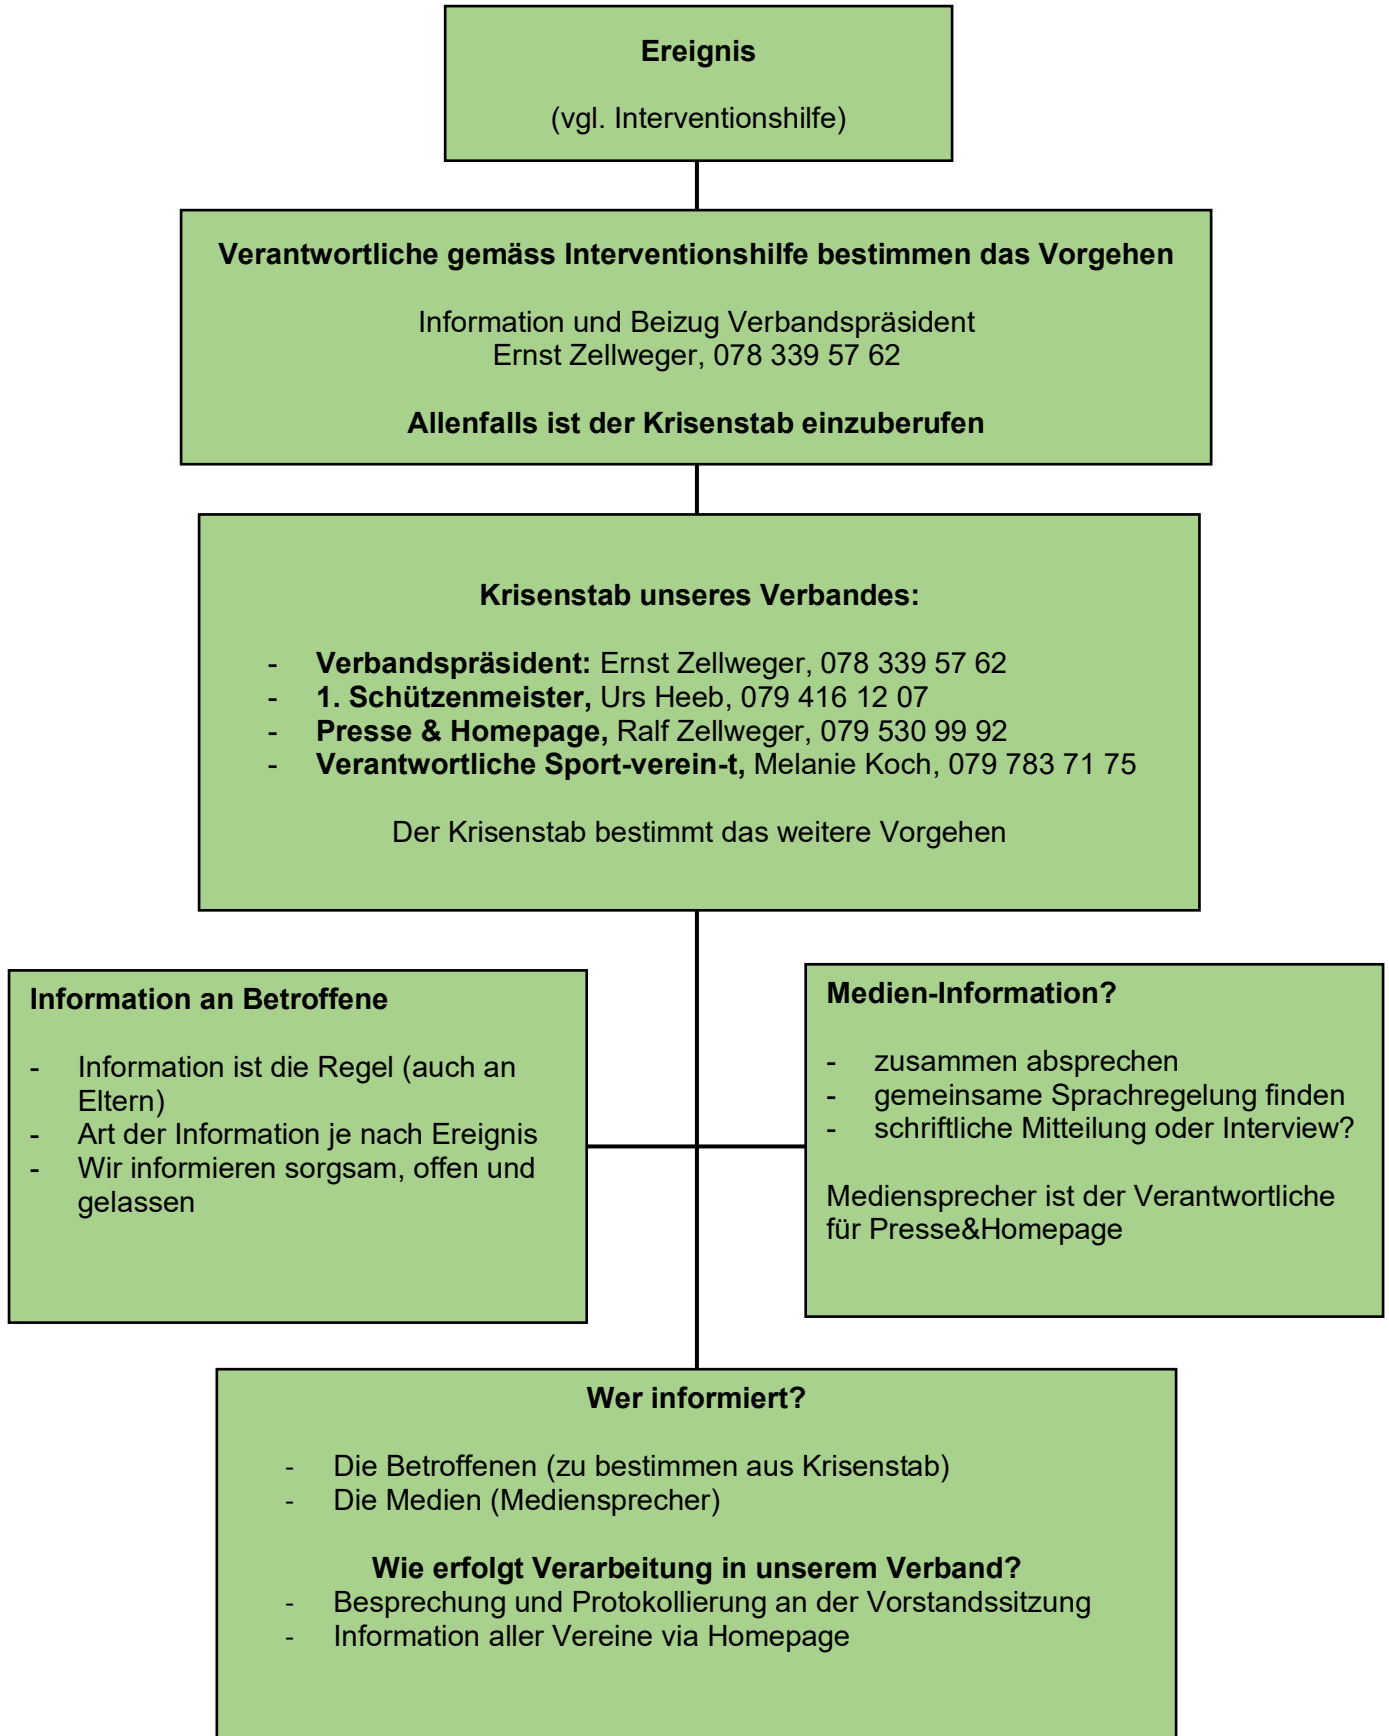 Ereignis
(vgl. Interventionshilfe)
Verantwortliche gemäss Interventionshilfe bestimmen das Vorgehen
Information und Beizug Verbandspräsident
Ernst Zellweger, 078 339 57 62
Allenfalls ist der Krisenstab einzuberufen
Krisenstab unseres Verbandes:
- Verbandspräsident: Ernst Zellweger, 078 339 57 62
- 1. Schützenmeister, Urs Heeb, 079 416 12 07
- Presse & Homepage, Ralf Zellweger, 079 530 99 92
- Verantwortliche Sport-verein-t, Melanie Koch, 079 783 71 75
Der Krisenstab bestimmt das weitere Vorgehen
Information an Betroffene
- Information ist die Regel (auch an
Eltern)
- Art der Information je nach Ereignis
- Wir informieren sorgsam, offen und
gelassen
Medien-Information?
- zusammen absprechen
- gemeinsame Sprachregelung finden
- schriftliche Mitteilung oder Interview?
Mediensprecher ist der Verantwortliche
für Presse&Homepage
Wer informiert?
- Die Betroffenen (zu bestimmen aus Krisenstab)
- Die Medien (Mediensprecher)
Wie erfolgt Verarbeitung in unserem Verband?
- Besprechung und Protokollierung an der Vorstandssitzung
- Information aller Vereine via Homepage